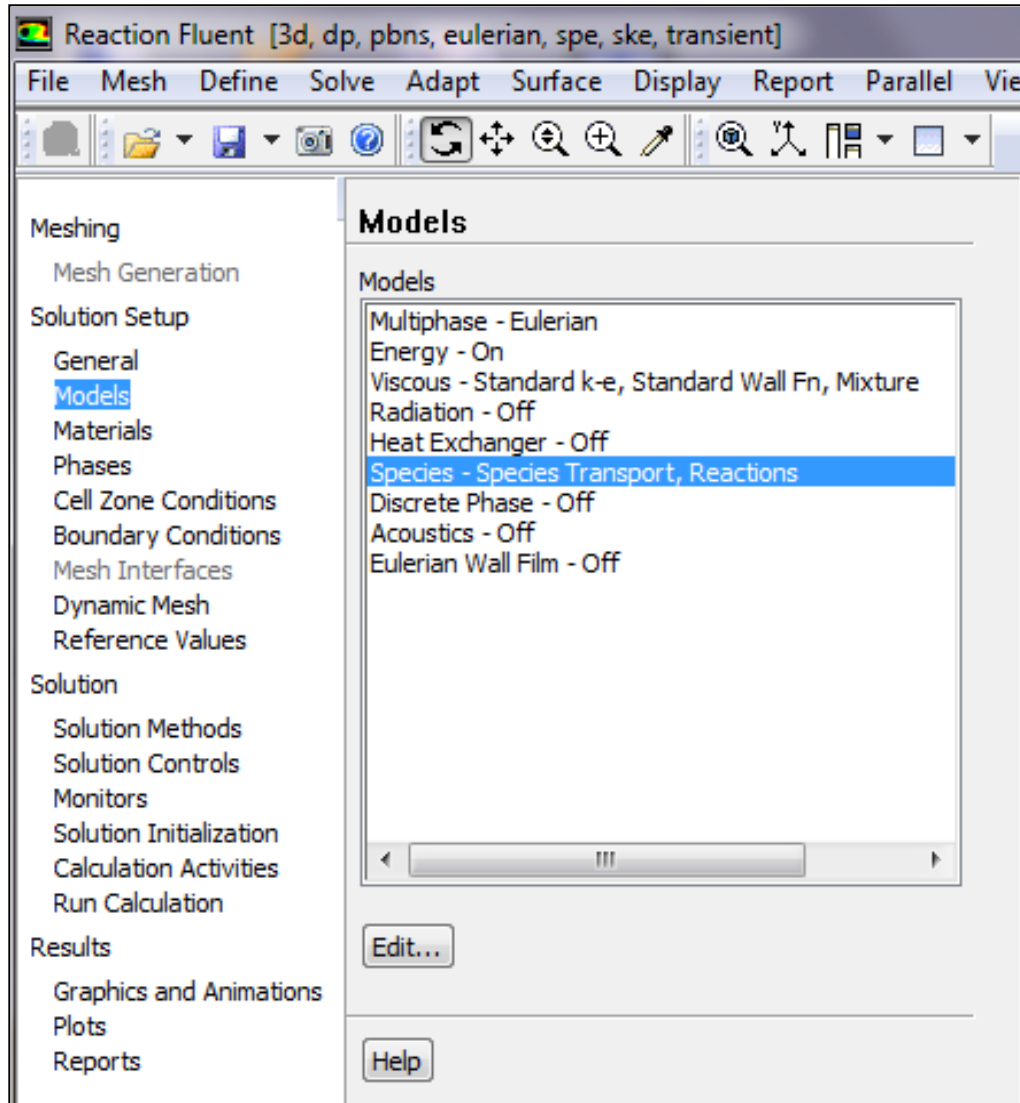 Reaction Fluent [3d, dp, pbns, eulerian, spe, ske, transient]
File Mesh Define Solve Adapt Surface Display Report Parallel Vie
Meshing
Mesh Generation
Solution Setup
General
Models
Materials
Phases
Cell Zone Conditions
Boundary Conditions
Mesh Interfaces
Dynamic Mesh
Reference Values
Solution
Solution Methods
Solution Controls
Monitors
Solution Initialization
Calculation Activities
Run Calculation
Results
Graphics and Animations
Plots
Reports
Models
Models
Multiphase - Eulerian
Energy - On
Viscous - Standard k-e, Standard Wall Fn, Mixture
Radiation - Off
Heat Exchanger - Off
Species - Species Transport, Reactions
Discrete Phase - Off
Acoustics - Off
Eulerian Wall Film - Off
Edit...
Help